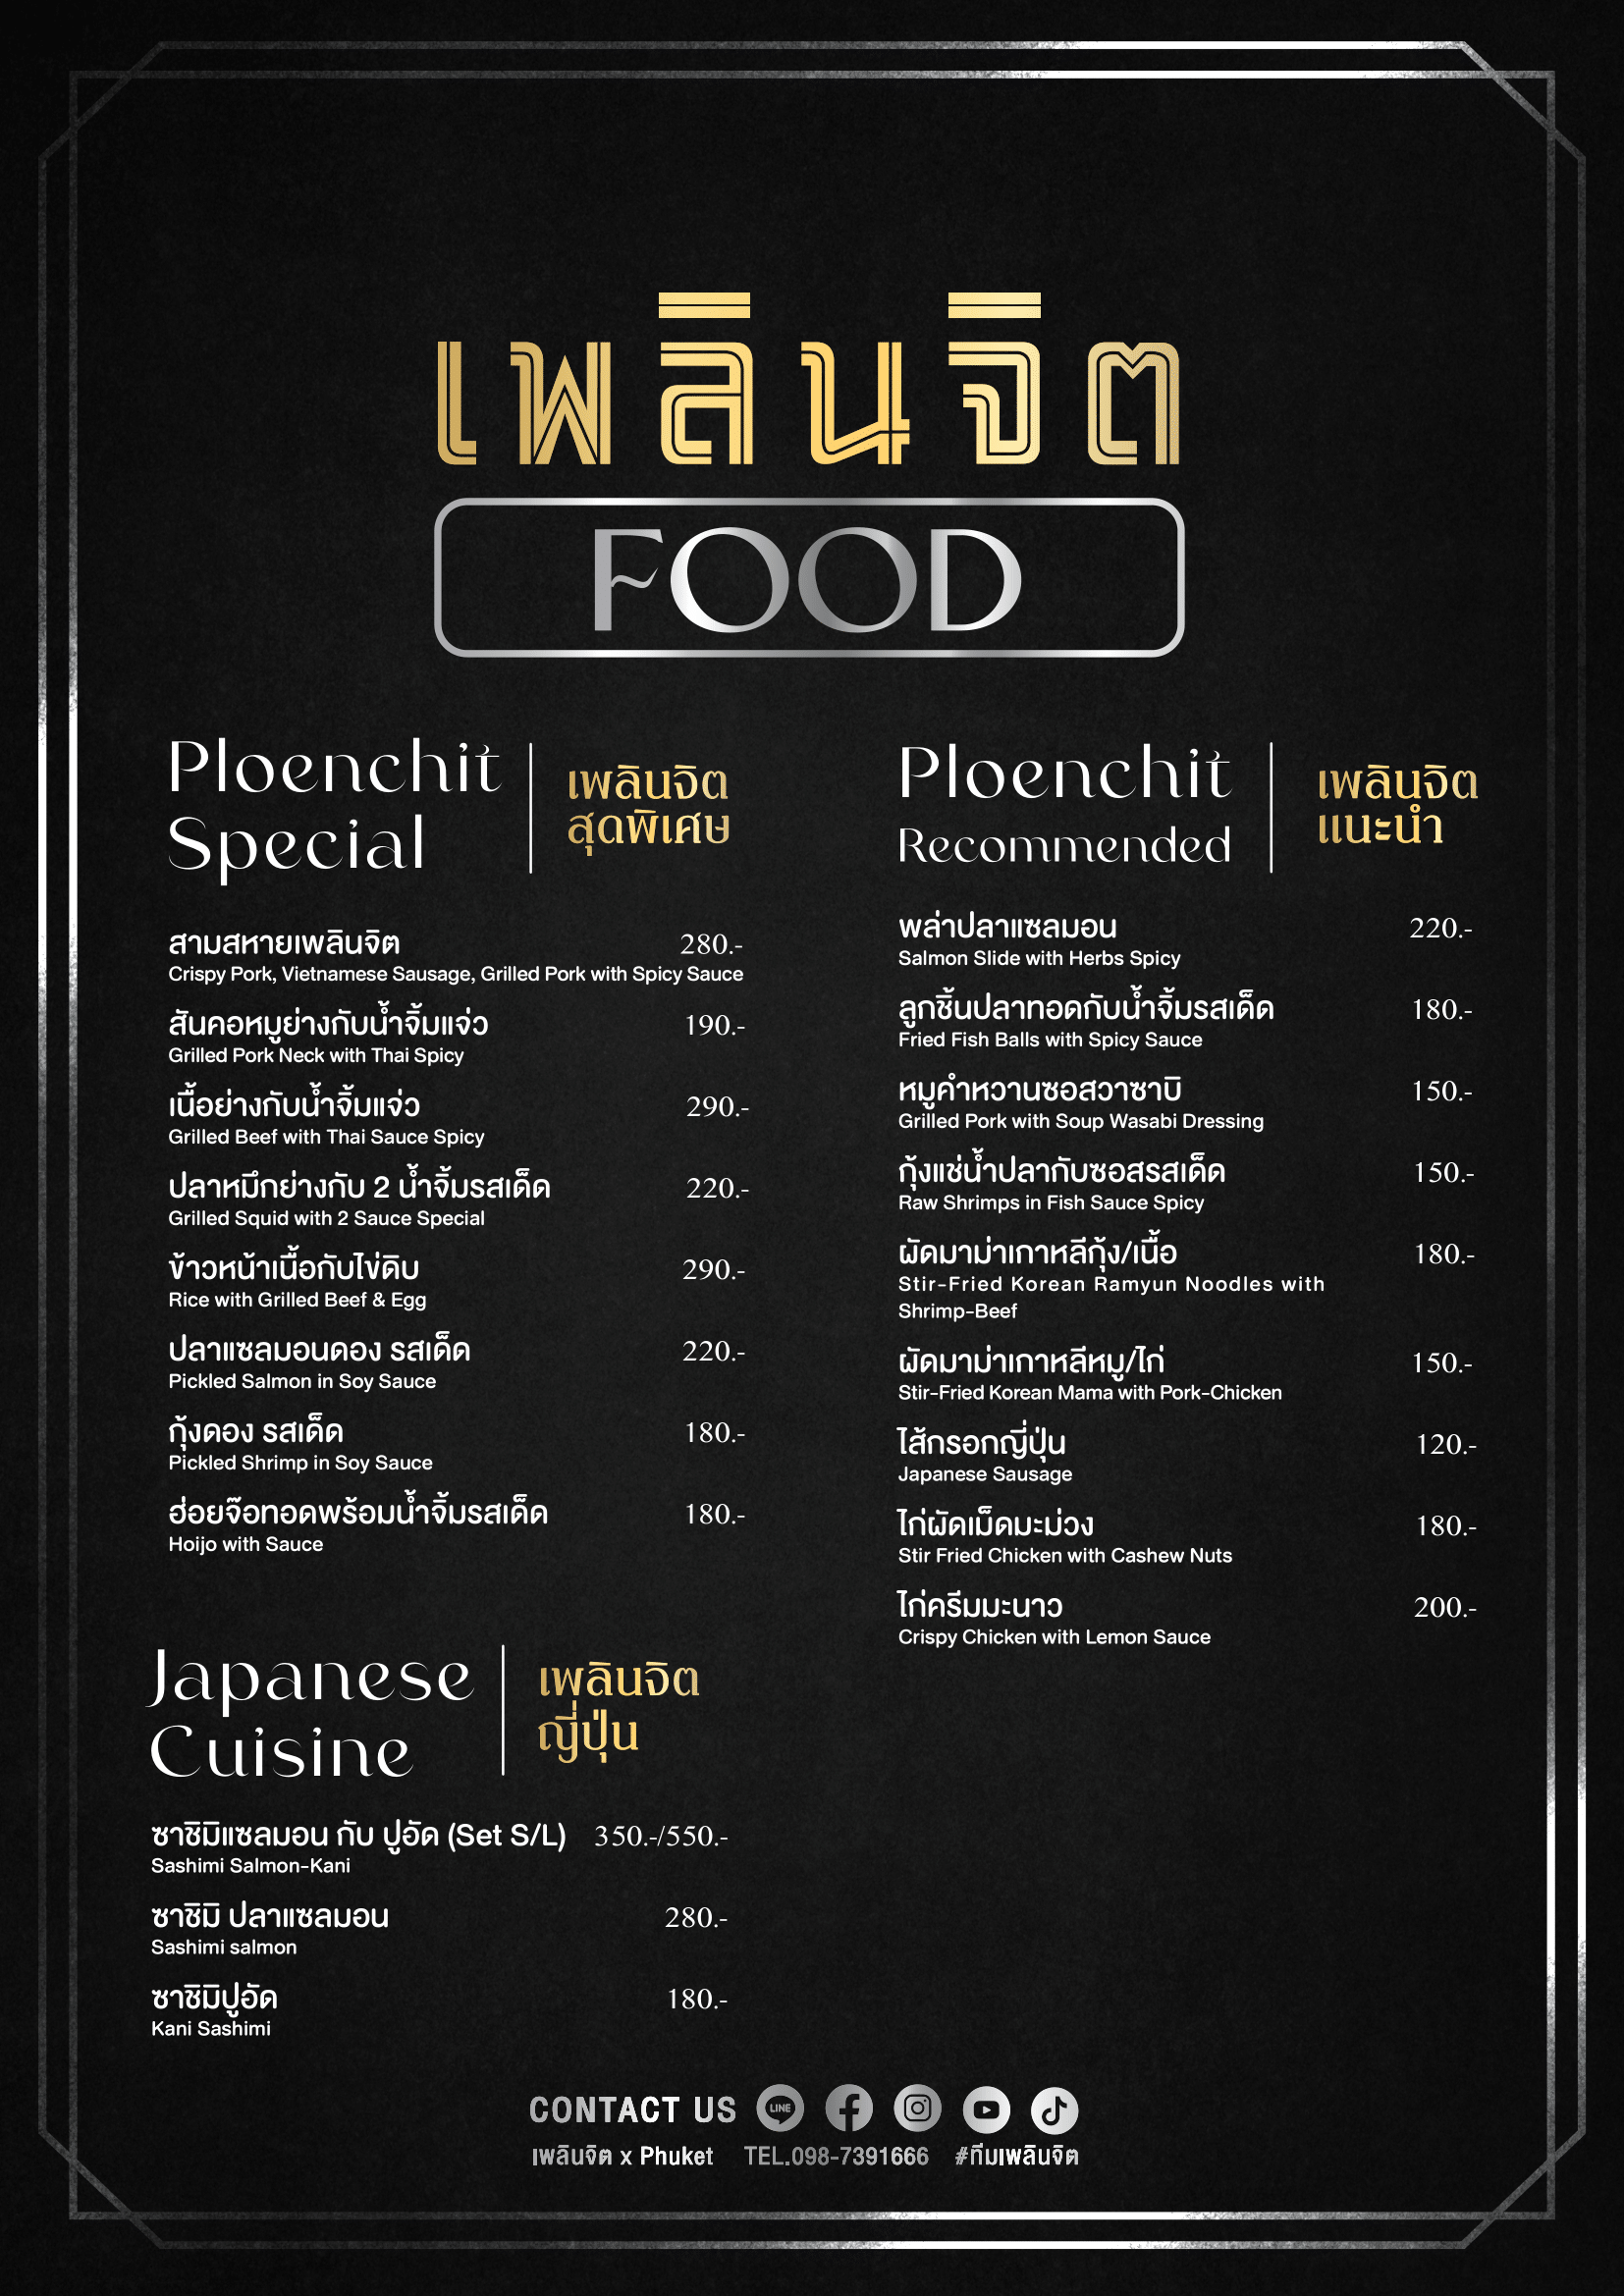 เพลินจิต
FOOD
Ploenchit
Special
เพลินจิต
สุดพิเศษ
สามสหายเพลินจิต 280.-
Crispy Pork, Vietnamese Sausage, Grilled Pork with Spicy Sauce
สันคอหมูย่างกับน้ำจิ้มแจ่ว 190.-
Grilled Pork Neck with Thai Spicy
เนื้อย่างกับน้ำจิ้มแจ่ว 290.-
Grilled Beef with Thai Sauce Spicy
ปลาหมึกย่างกับ 2 น้ำจิ้มรสเด็ด 220.-
Grilled Squid with 2 Sauce Special
ข้าวหน้าเนื้อกับไข่ดิบ 290.-
Rice with Grilled Beef & Egg
ปลาแซลมอนดอง รสเด็ด 220.-
Pickled Salmon in Soy Sauce
กุ้งดอง รสเด็ด 180.-
Pickled Shrimp in Soy Sauce
ฮ่อยจ๊อทอดพร้อมน้ำจิ้มรสเด็ด 180.-
Hoijo with Sauce
Japanese
Cuisine
เพลินจิต
ญี่ปุ่น
ซาชิมิแซลมอน กับ ปูอัด (Set S/L) 350.-/550.-
Sashimi Salmon-Kani
ซาชิมิ ปลาแซลมอน 280.-
Sashimi salmon
ซาชิมิปูอัด 180.-
Kani Sashimi
Ploenchit
Recommended
เพลินจิต
แนะนำ
พล่าปลาแซลมอน 220.-
Salmon Slide with Herbs Spicy
ลูกชิ้นปลาทอดกับน้ำจิ้มรสเด็ด 180.-
Fried Fish Balls with Spicy Sauce
หมูคำหวานซอสวาซาบิ 150.-
Grilled Pork with Soup Wasabi Dressing
กุ้งแช่น้ำปลากับซอสรสเด็ด 150.-
Raw Shrimps in Fish Sauce Spicy
ผัดมาม่าเกาหลีกุ้ง/เนื้อ 180.-
Stir-Fried Korean Ramyun Noodles with
Shrimp-Beef
ผัดมาม่าเกาหลีหมู/ไก่ 150.-
Stir-Fried Korean Mama with Pork-Chicken
ไส้กรอกญี่ปุ่น 120.-
Japanese Sausage
ไก่ผัดเม็ดมะม่วง 180.-
Stir Fried Chicken with Cashew Nuts
ไก่ครีมมะนาว 200.-
Crispy Chicken with Lemon Sauce
CONTACT US LINE
เพลินจิต x Phuket TEL.098-7391666 #ทีมเพลินจิต